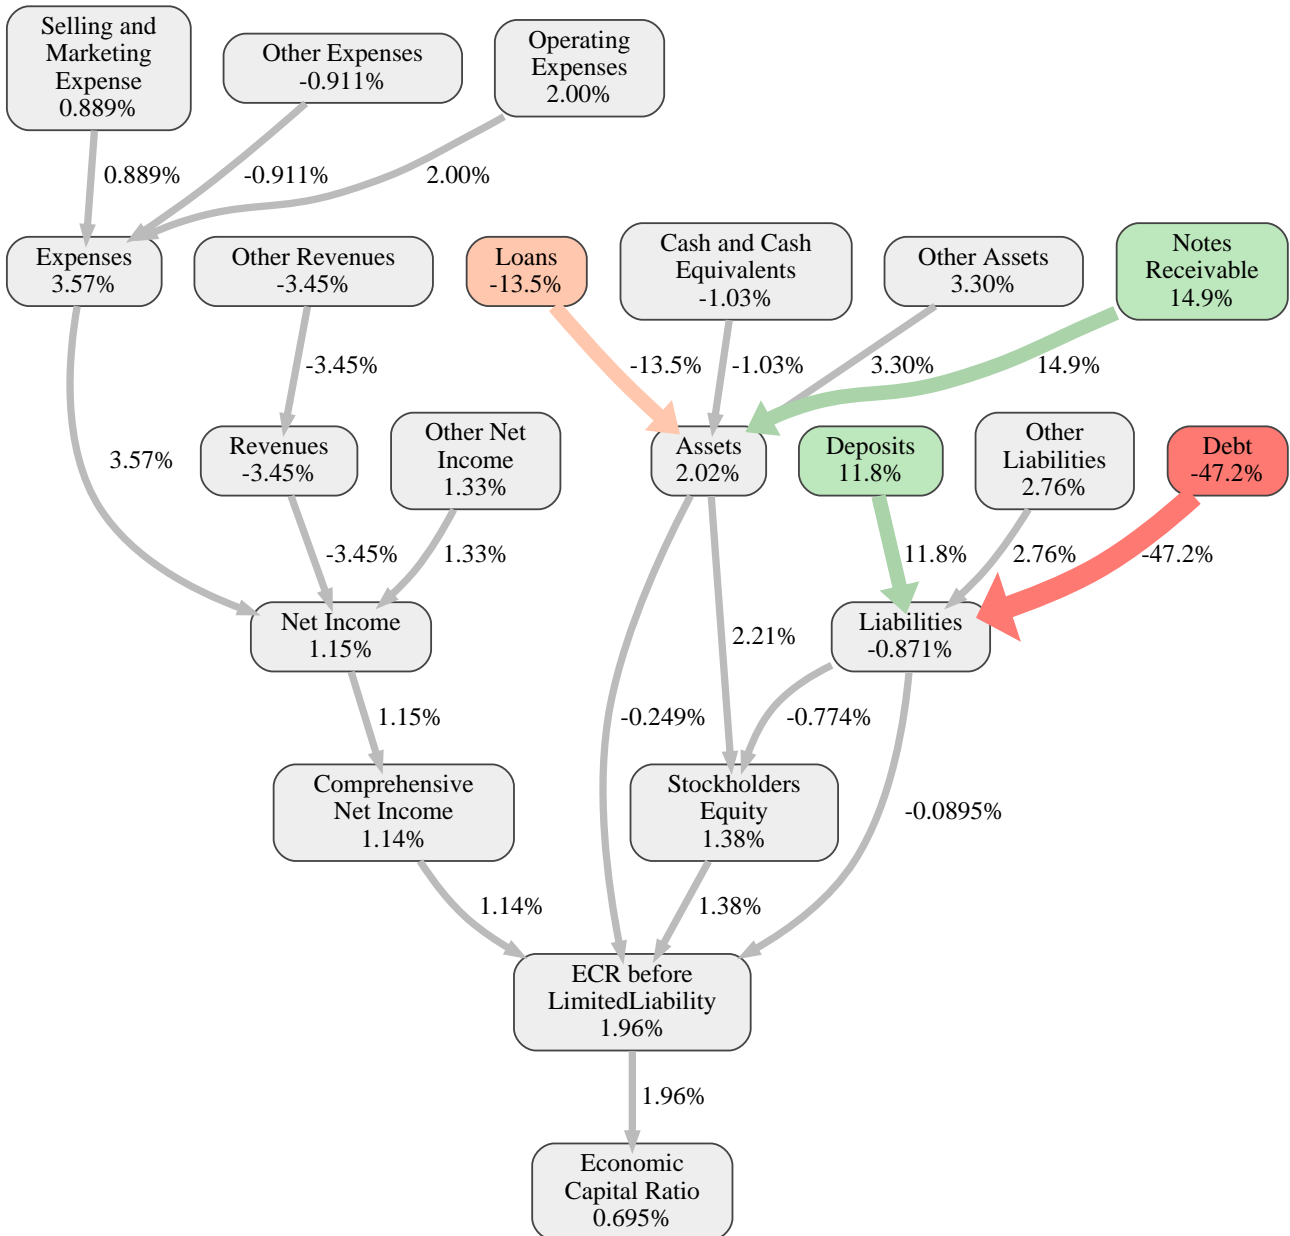 Selling and
Marketing
Expense
0.889%
Other Expenses
-0.911%
Operating
Expenses
2.00%
0.889%
-0.911%
2.00%
Expenses
3.57%
Other Revenues
-3.45%
Loans
-13.5%
Cash and Cash
Equivalents
-1.03%
Other Assets
3.30%
Notes
Receivable
14.9%
-3.45%
-13.5%
-1.03%
3.30%
14.9%
3.57%
Revenues
-3.45%
Other Net
Income
1.33%
Assets
2.02%
Deposits
11.8%
Other
Liabilities
2.76%
Debt
-47.2%
-3.45%
1.33%
11.8%
2.76%
-47.2%
Net Income
1.15%
2.21%
Liabilities
-0.871%
1.15%
-0.249%
-0.774%
Comprehensive
Net Income
1.14%
Stockholders
Equity
1.38%
-0.0895%
1.14%
1.38%
ECR before
LimitedLiability
1.96%
1.96%
Economic
Capital Ratio
0.695%